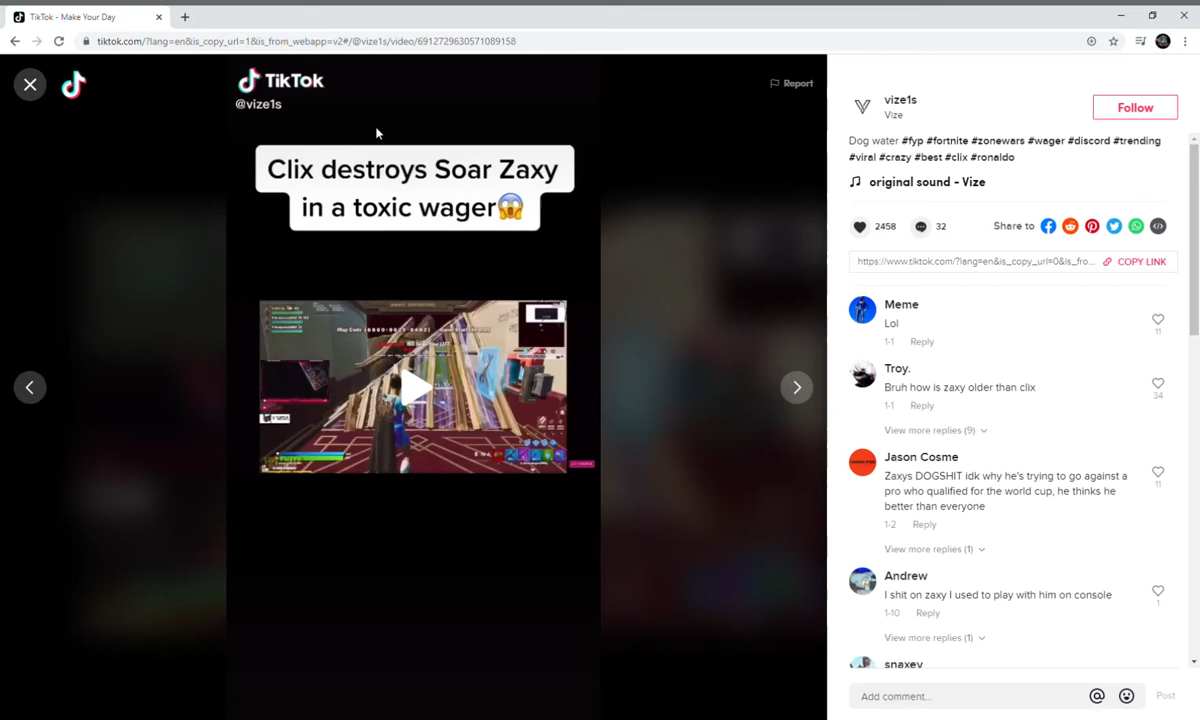 TikTok - Make Your Day
tiktok.com/?lang=en&is_copy_url=1&is_from_webapp=v2#/@vize1s/video/6912729630571089158
TikTok
@vize1s
Report
Clix destroys Soar Zaxy
in a toxic wager😱
vize1s
Vize
Follow
Dog water #fyp #fortnite #zonewars #wager #discord #trending
#viral #crazy #best #clix #ronaldo
original sound - Vize
2458
32
Share to
https://www.tiktok.com/?lang=en&is_copy_url=0&is_fro...
COPY LINK
Meme
Lol
1-1 Reply
11
Troy.
Bruh how is zaxy older than clix
1-1 Reply
34
View more replies (9)
Jason Cosme
Zaxys DOGSHIT idk why he's trying to go against a
pro who qualified for the world cup, he thinks he
better than everyone
1-2 Reply
11
View more replies (1)
Andrew
I shit on zaxy I used to play with him on console
1-10 Reply
1
View more replies (1)
snaxey
Add comment...
Post